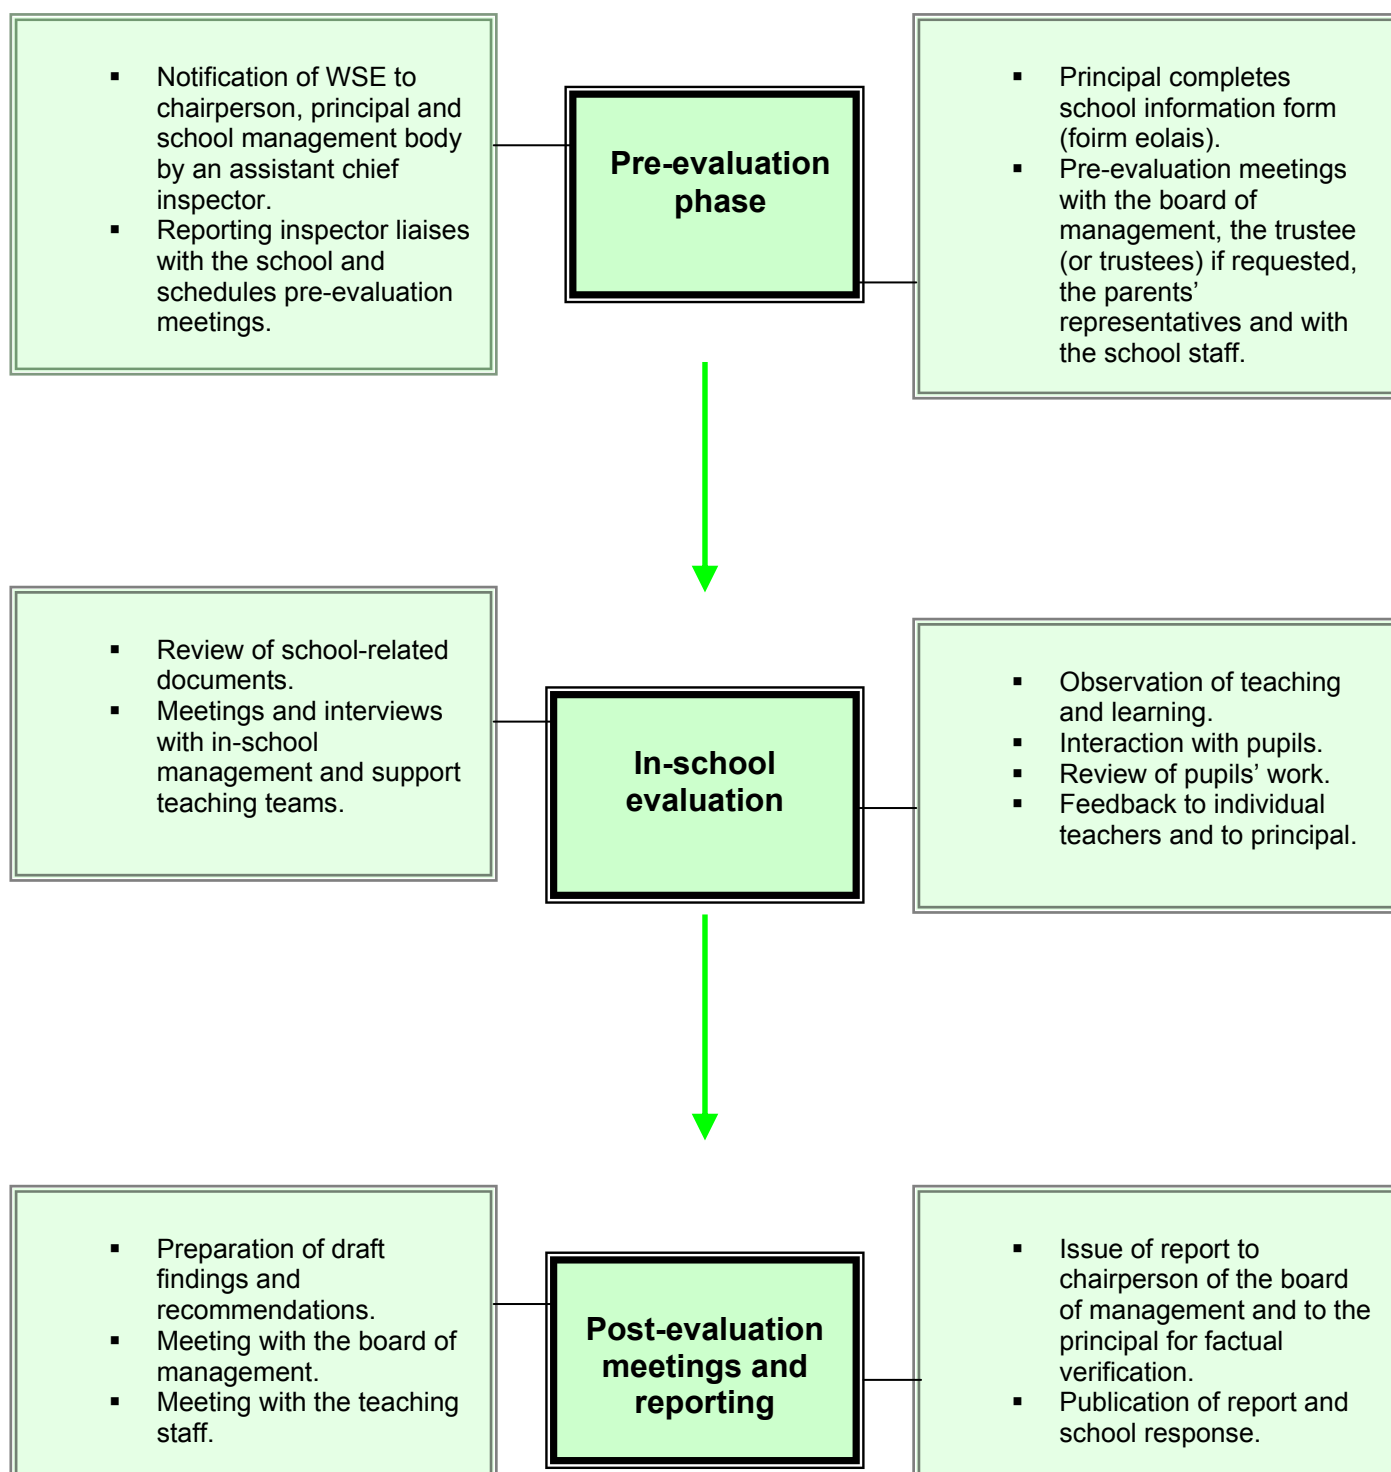 ▪ Notification of WSE to
chairperson, principal and
school management body
by an assistant chief
inspector.
▪ Reporting inspector liaises
with the school and
schedules pre-evaluation
meetings.
Pre-evaluation
phase
▪ Principal completes
school information form
(foirm eolais).
▪ Pre-evaluation meetings
with the board of
management, the trustee
(or trustees) if requested,
the parents’
representatives and with
the school staff.
▪ Review of school-related
documents.
▪ Meetings and interviews
with in-school
management and support
teaching teams.
In-school
evaluation
▪ Observation of teaching
and learning.
▪ Interaction with pupils.
▪ Review of pupils’ work.
▪ Feedback to individual
teachers and to principal.
▪ Preparation of draft
findings and
recommendations.
▪ Meeting with the board of
management.
▪ Meeting with the teaching
staff.
Post-evaluation
meetings and
reporting
▪ Issue of report to
chairperson of the board
of management and to the
principal for factual
verification.
▪ Publication of report and
school response.